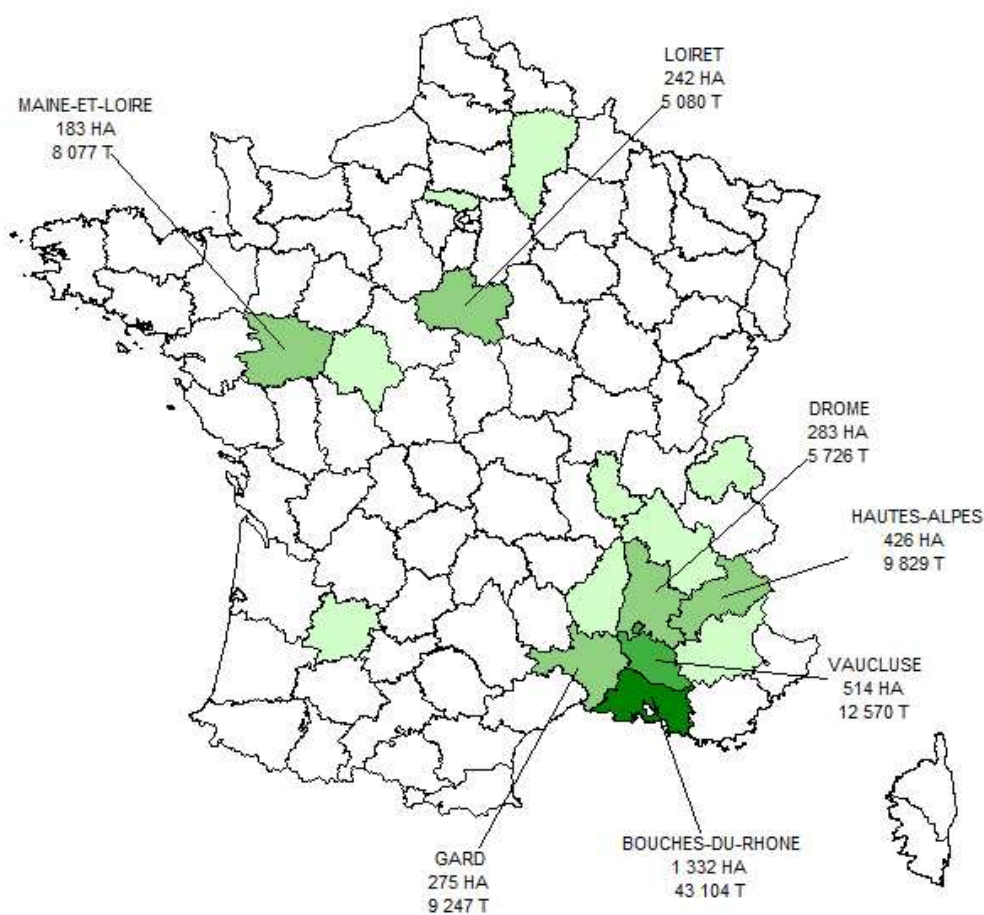 LOIRET
242 HA
5 080 T
MAINE-ET-LOIRE
183 HA
8 077 T
DROME
283 HA
5 726 T
HAUTES-ALPES
426 HA
9 829 T
VAUCLUSE
514 HA
12 570 T
BOUCHES-DU-RHONE
1 332 HA
43 104 T
GARD
275 HA
9 247 T